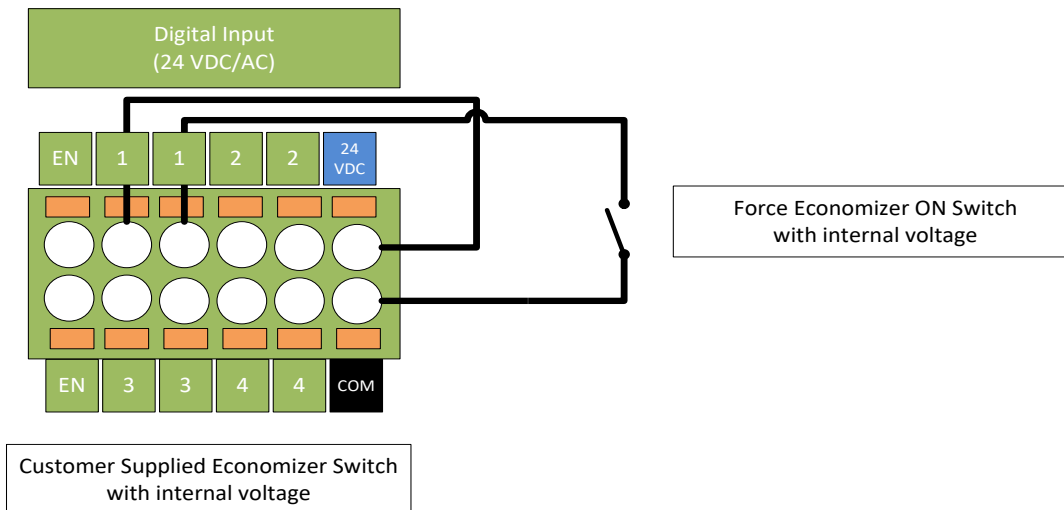 Digital Input
(24 VDC/AC)
EN 1 1 2 2 24 VDC
Force Economizer ON Switch
with internal voltage
EN 3 3 4 4 COM
Customer Supplied Economizer Switch
with internal voltage